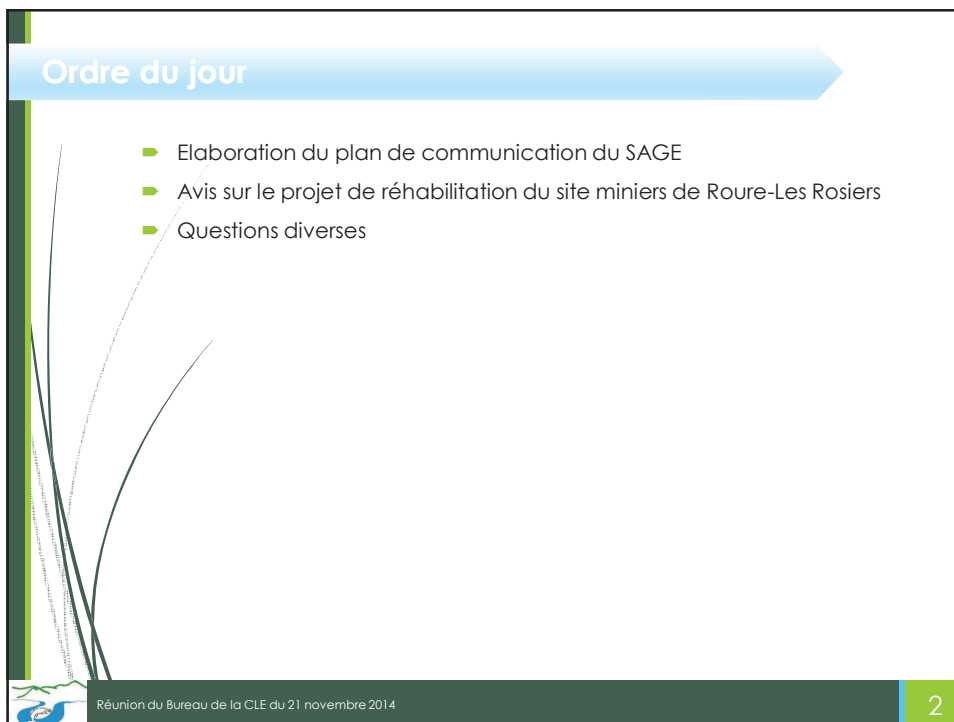 Ordre du jour
Elaboration du plan de communication du SAGE
Avis sur le projet de réhabilitation du site miniers de Roure-Les Rosiers
Questions diverses
Réunion du Bureau de la CLE du 21 novembre 2014
2